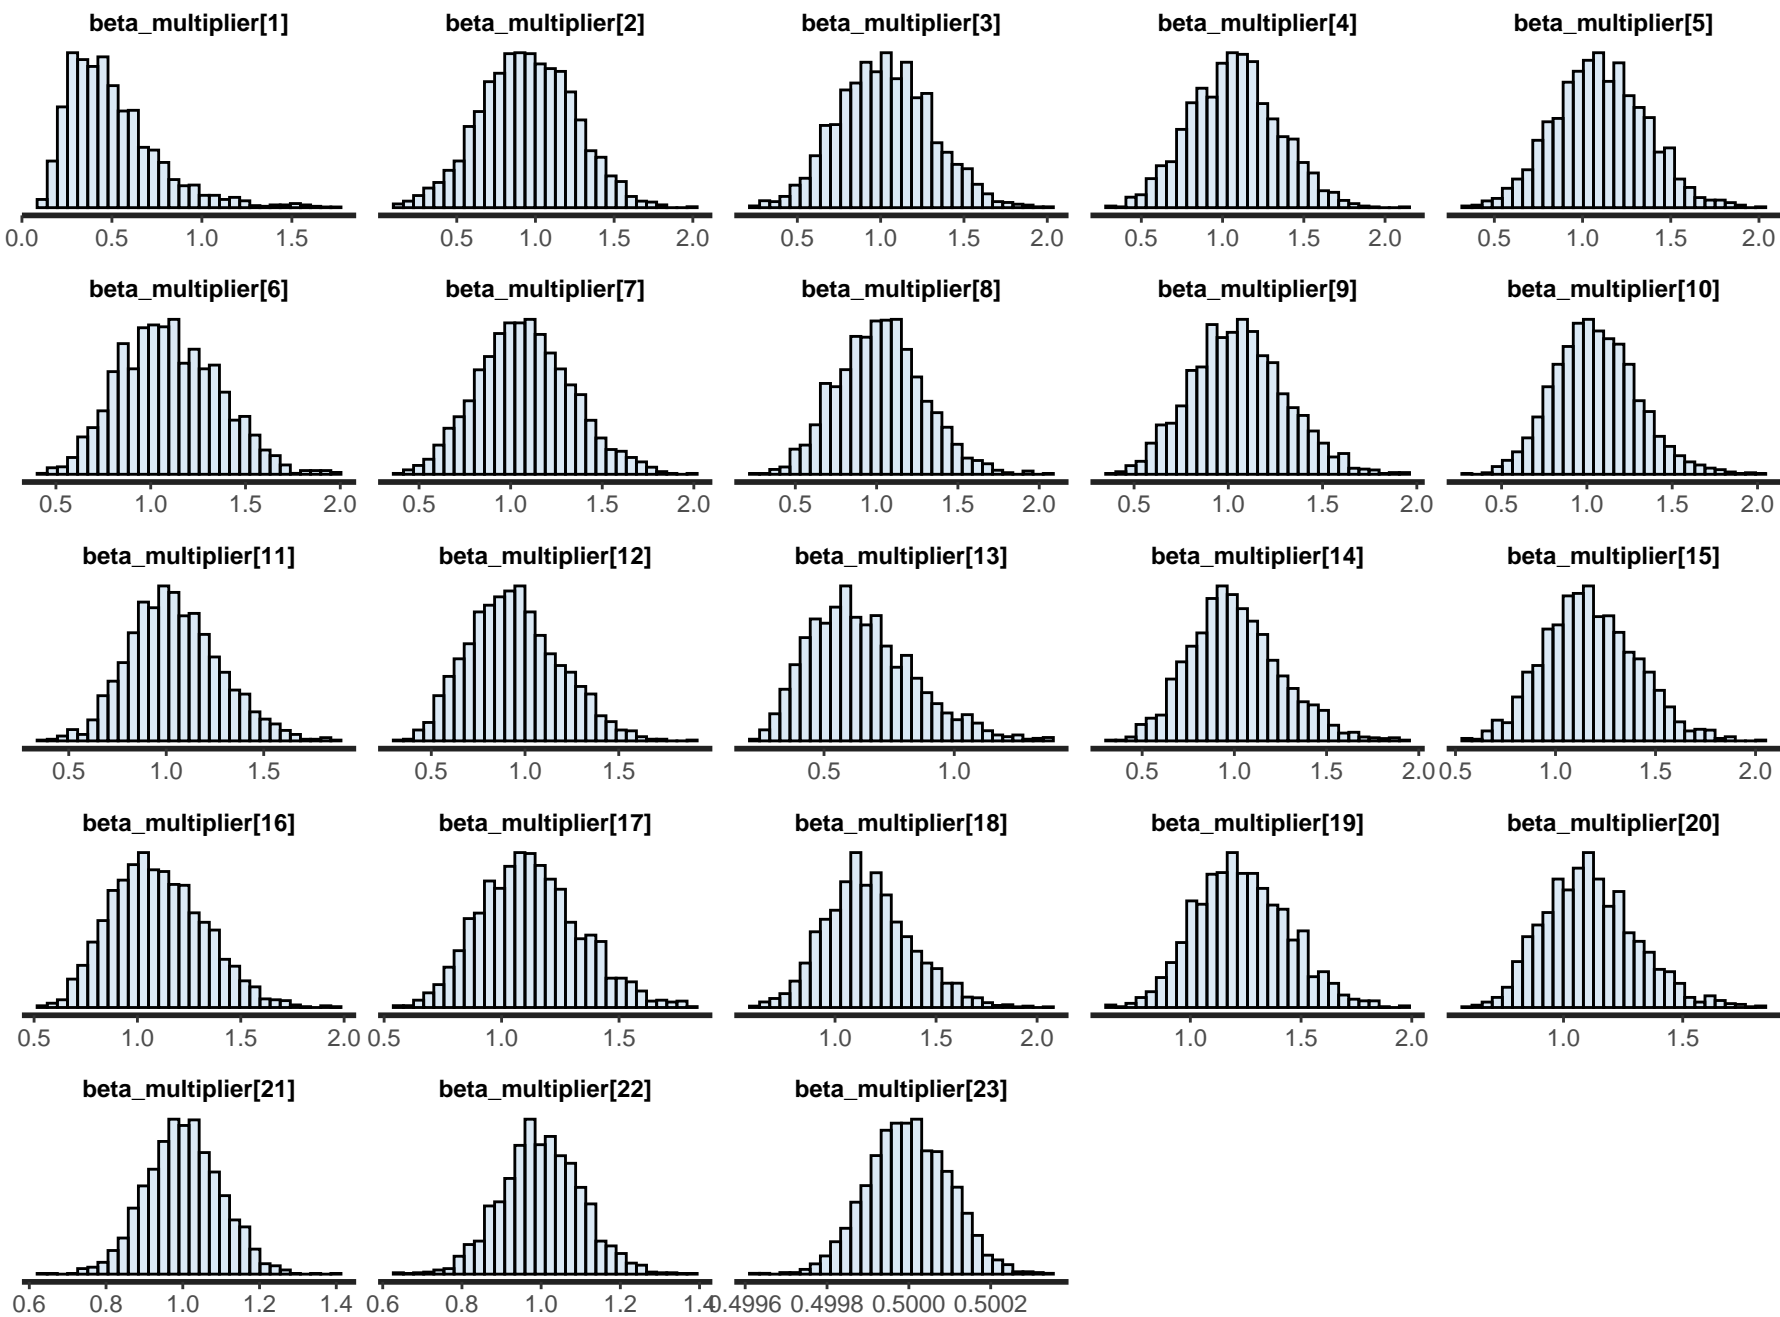 beta_multiplier[1] beta_multiplier[2] beta_multiplier[3] beta_multiplier[4] beta_multiplier[5]
0.0 0.5 1.0 1.5 0.5 1.0 1.5 2.0 0.5 1.0 1.5 2.0 0.5 1.0 1.5 2.0 0.5 1.0 1.5 2.0
beta_multiplier[6] beta_multiplier[7] beta_multiplier[8] beta_multiplier[9] beta_multiplier[10]
0.5 1.0 1.5 2.0 0.5 1.0 1.5 2.0 0.5 1.0 1.5 2.0 0.5 1.0 1.5 2.0 0.5 1.0 1.5 2.0
beta_multiplier[11] beta_multiplier[12] beta_multiplier[13] beta_multiplier[14] beta_multiplier[15]
0.5 1.0 1.5 0.5 1.0 1.5 0.5 1.0 0.5 1.0 1.5 2.0 0.5 1.0 1.5 2.0
beta_multiplier[16] beta_multiplier[17] beta_multiplier[18] beta_multiplier[19] beta_multiplier[20]
0.5 1.0 1.5 2.0 0.5 1.0 1.5 1.0 1.5 2.0 1.0 1.5 2.0 1.0 1.5
beta_multiplier[21] beta_multiplier[22] beta_multiplier[23]
0.6 0.8 1.0 1.2 1.4 0.6 0.8 1.0 1.2 1.4 0.4996 0.4998 0.5000 0.5002